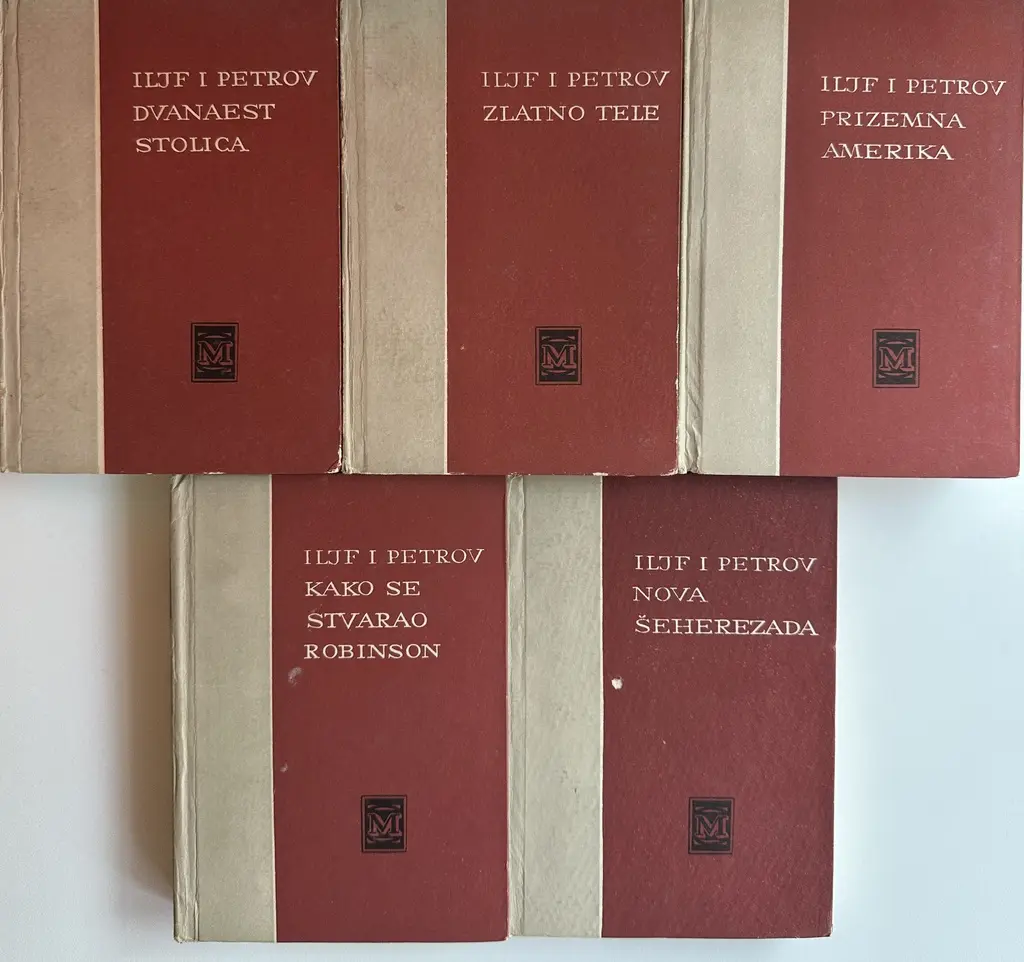 ILJF I PETROV
DVANAEST
STOLICA
M
ILJF I PETROV
ZLATNO TELE
M
ILJF I PETROV
PRIZEMNA
AMERIKA
M
ILJF I PETROV
KAKO SE
STVARAO
ROBINSON
M
ILJF I PETROV
NOVA
ŠEHEREZADA
M